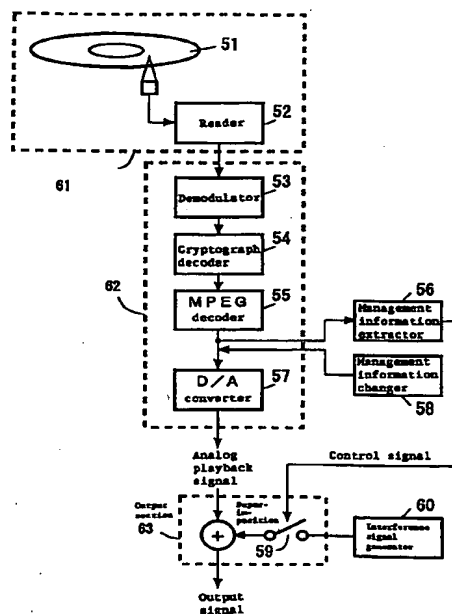 51
Reader
52
61
Demodulator
53
Cryptograph
decoder
54
62
MPEG
decoder
55
Management
information
extractor
56
Management
information
changer
58
D/A
converter
57
Analog
playback
signal
Control signal
Output
section
63
Super-
imposition
+
59
60
Interference
signal
generator
Output
signal